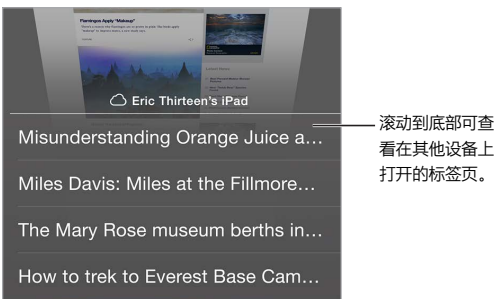 Flamingos Apply "Makeup"
Eric Thirteen's iPad
Misunderstanding Orange Juice a…
Miles Davis: Miles at the Fillmore…
The Mary Rose museum berths in…
How to trek to Everest Base Cam…
滚动到底部可查
看在其他设备上
打开的标签页。